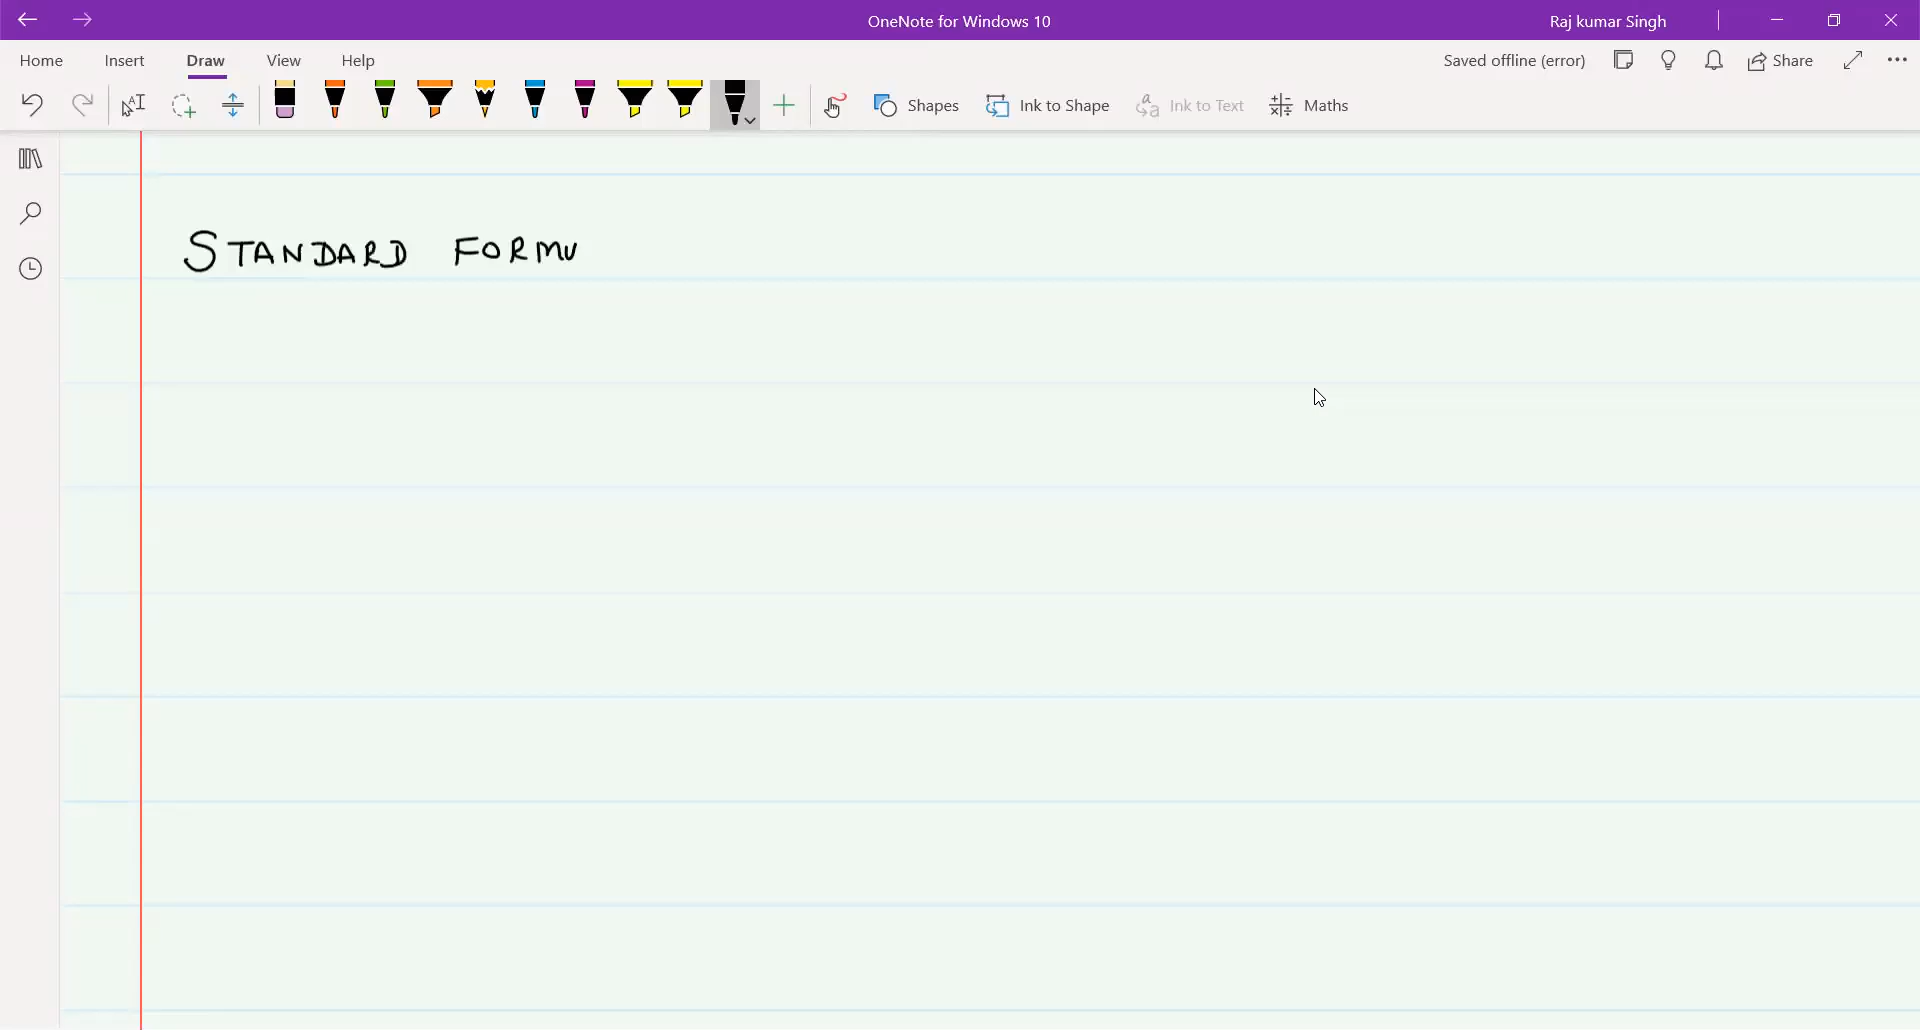 OneNote for Windows 10 Raj kumar Singh
Home Insert Draw View Help Saved offline (error) Share
Shapes Ink to Shape Ink to Text Maths
STANDARD FORMU